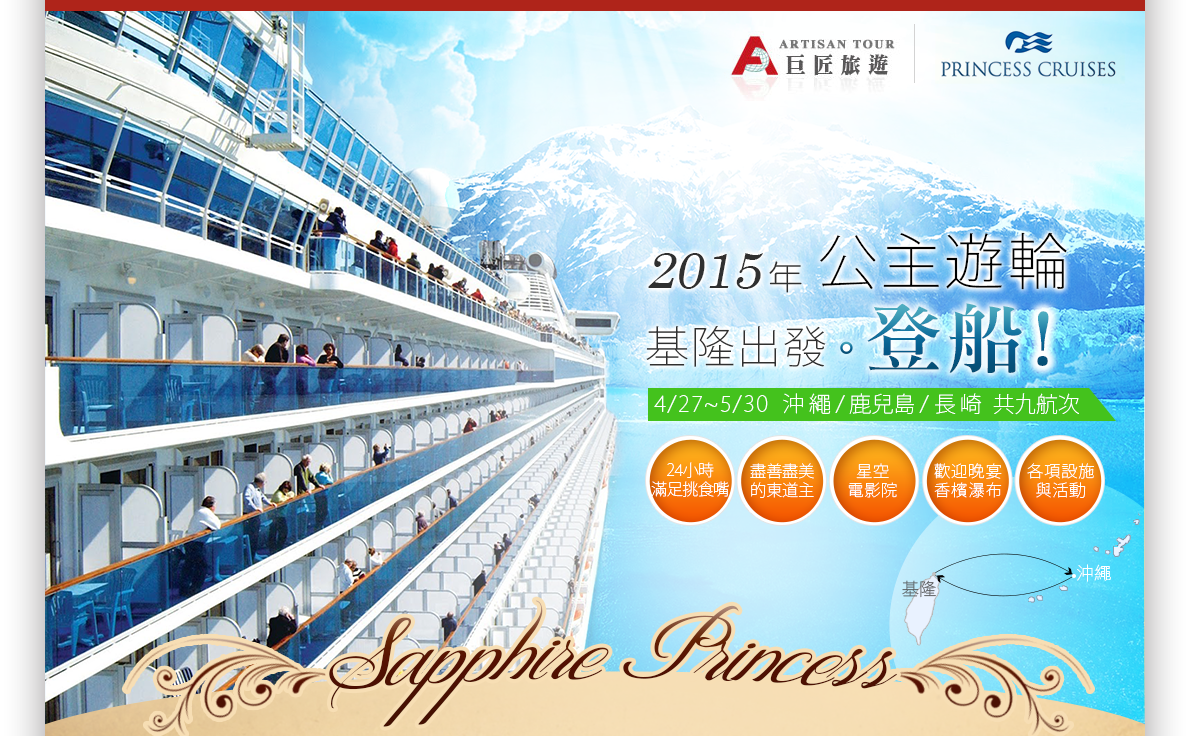 ARTISAN TOUR
巨匠旅遊
PRINCESS CRUISES
2015年 公主遊輪
基隆出發。登船!
4/27~5/30 沖繩/鹿兒島/長崎 共九航次
24小時
滿足挑食嘴
盡善盡美
的東道主
星空
電影院
歡迎晚宴
香檳瀑布
各項設施
與活動
沖繩
基隆
Sapphire Princess